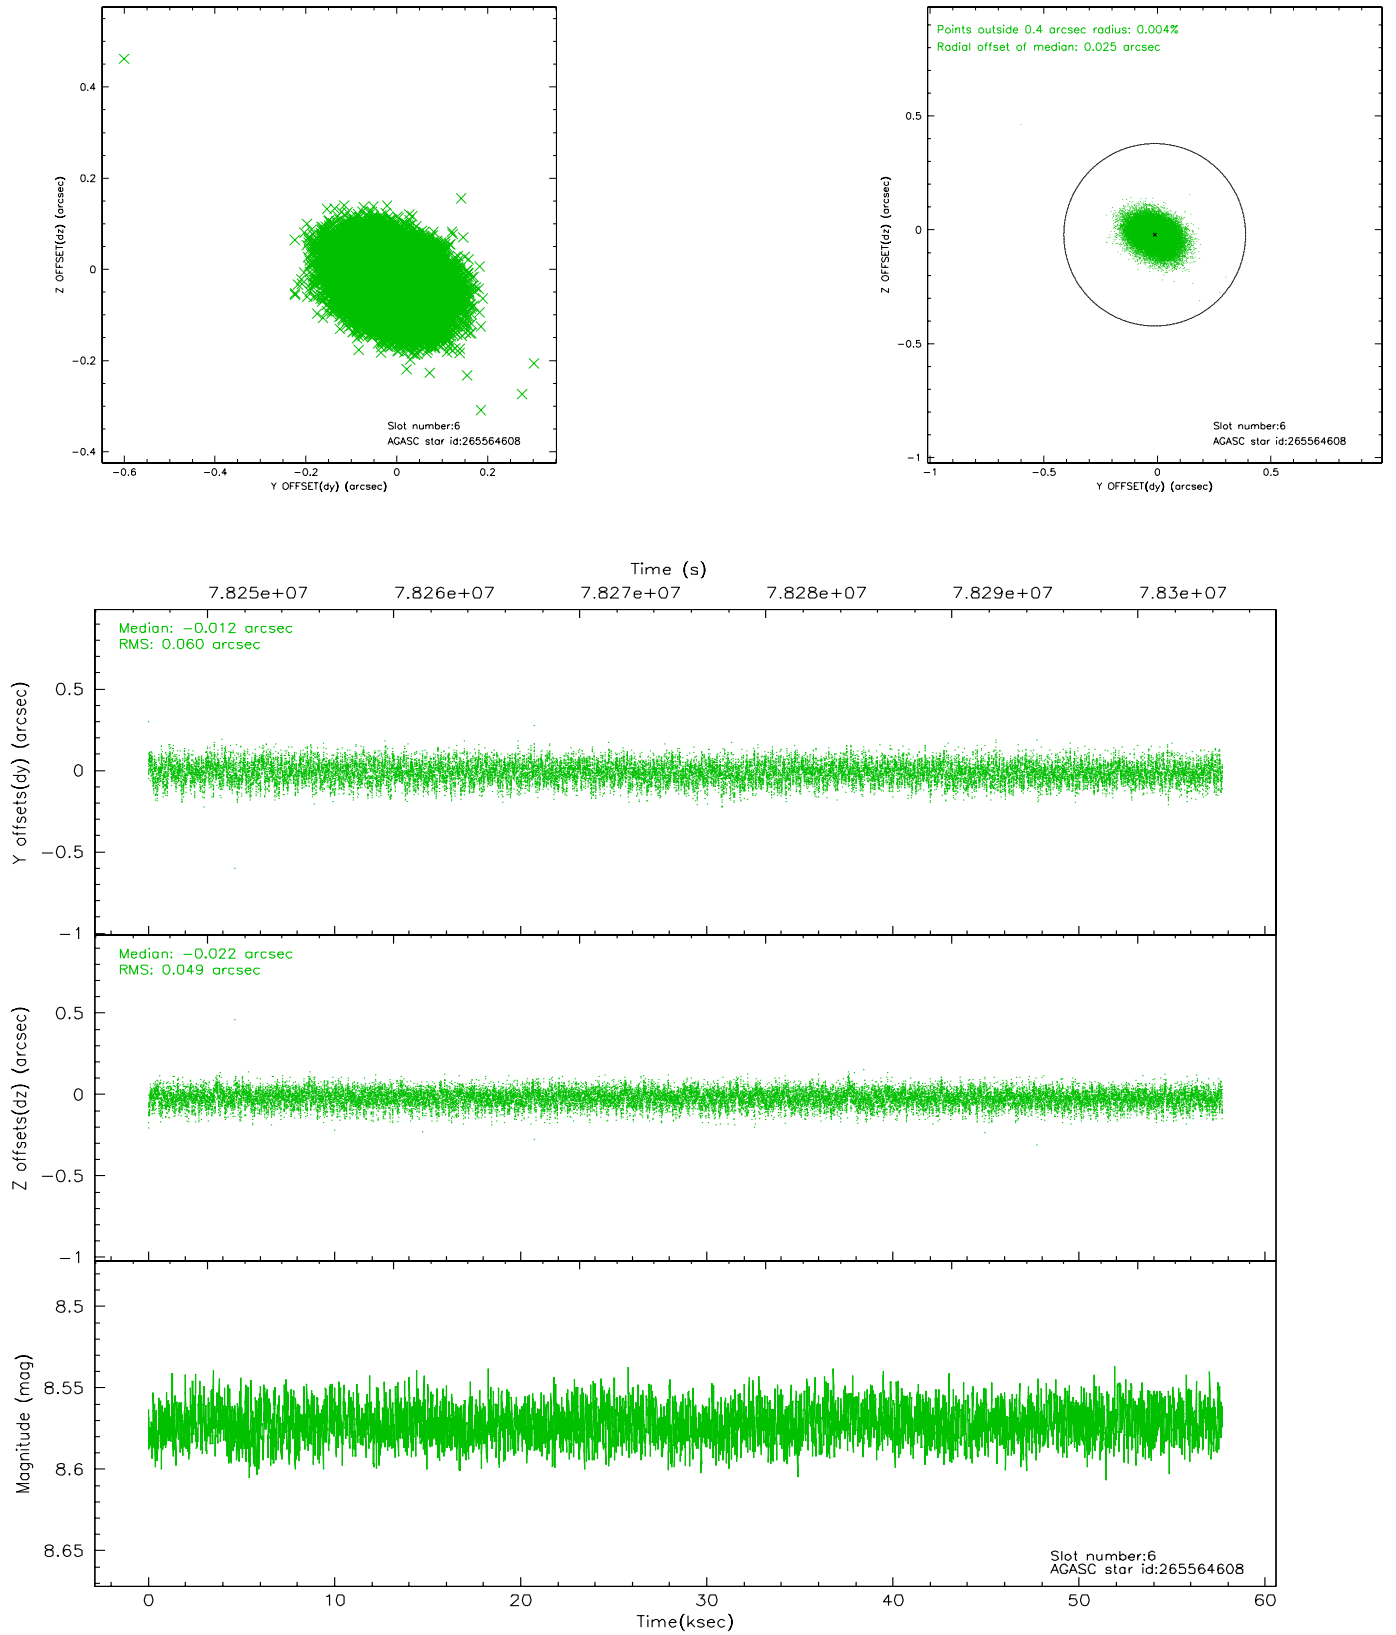 0.4
0.2
0
−0.2
−0.4
Z OFFSET(dz) (arcsec)
Slot number:6
AGASC star id:265564608
−0.6
−0.4
−0.2
0
0.2
Y OFFSET(dy) (arcsec)
Points outside 0.4 arcsec radius: 0.004%
Radial offset of median: 0.025 arcsec
0.5
0
−0.5
−1
Z OFFSET(dz) (arcsec)
Slot number:6
AGASC star id:265564608
−1
−0.5
0
0.5
Y OFFSET(dy) (arcsec)
Time (s)
7.825e+07
7.826e+07
7.827e+07
7.828e+07
7.829e+07
7.83e+07
Median: −0.012 arcsec
RMS: 0.060 arcsec
0.5
0
−0.5
−1
Y offsets(dy) (arcsec)
Median: −0.022 arcsec
RMS: 0.049 arcsec
0.5
0
−0.5
−1
Z offsets(dz) (arcsec)
8.5
8.55
8.6
8.65
Magnitude (mag)
Slot number:6
AGASC star id:265564608
0
10
20
30
40
50
60
Time(ksec)